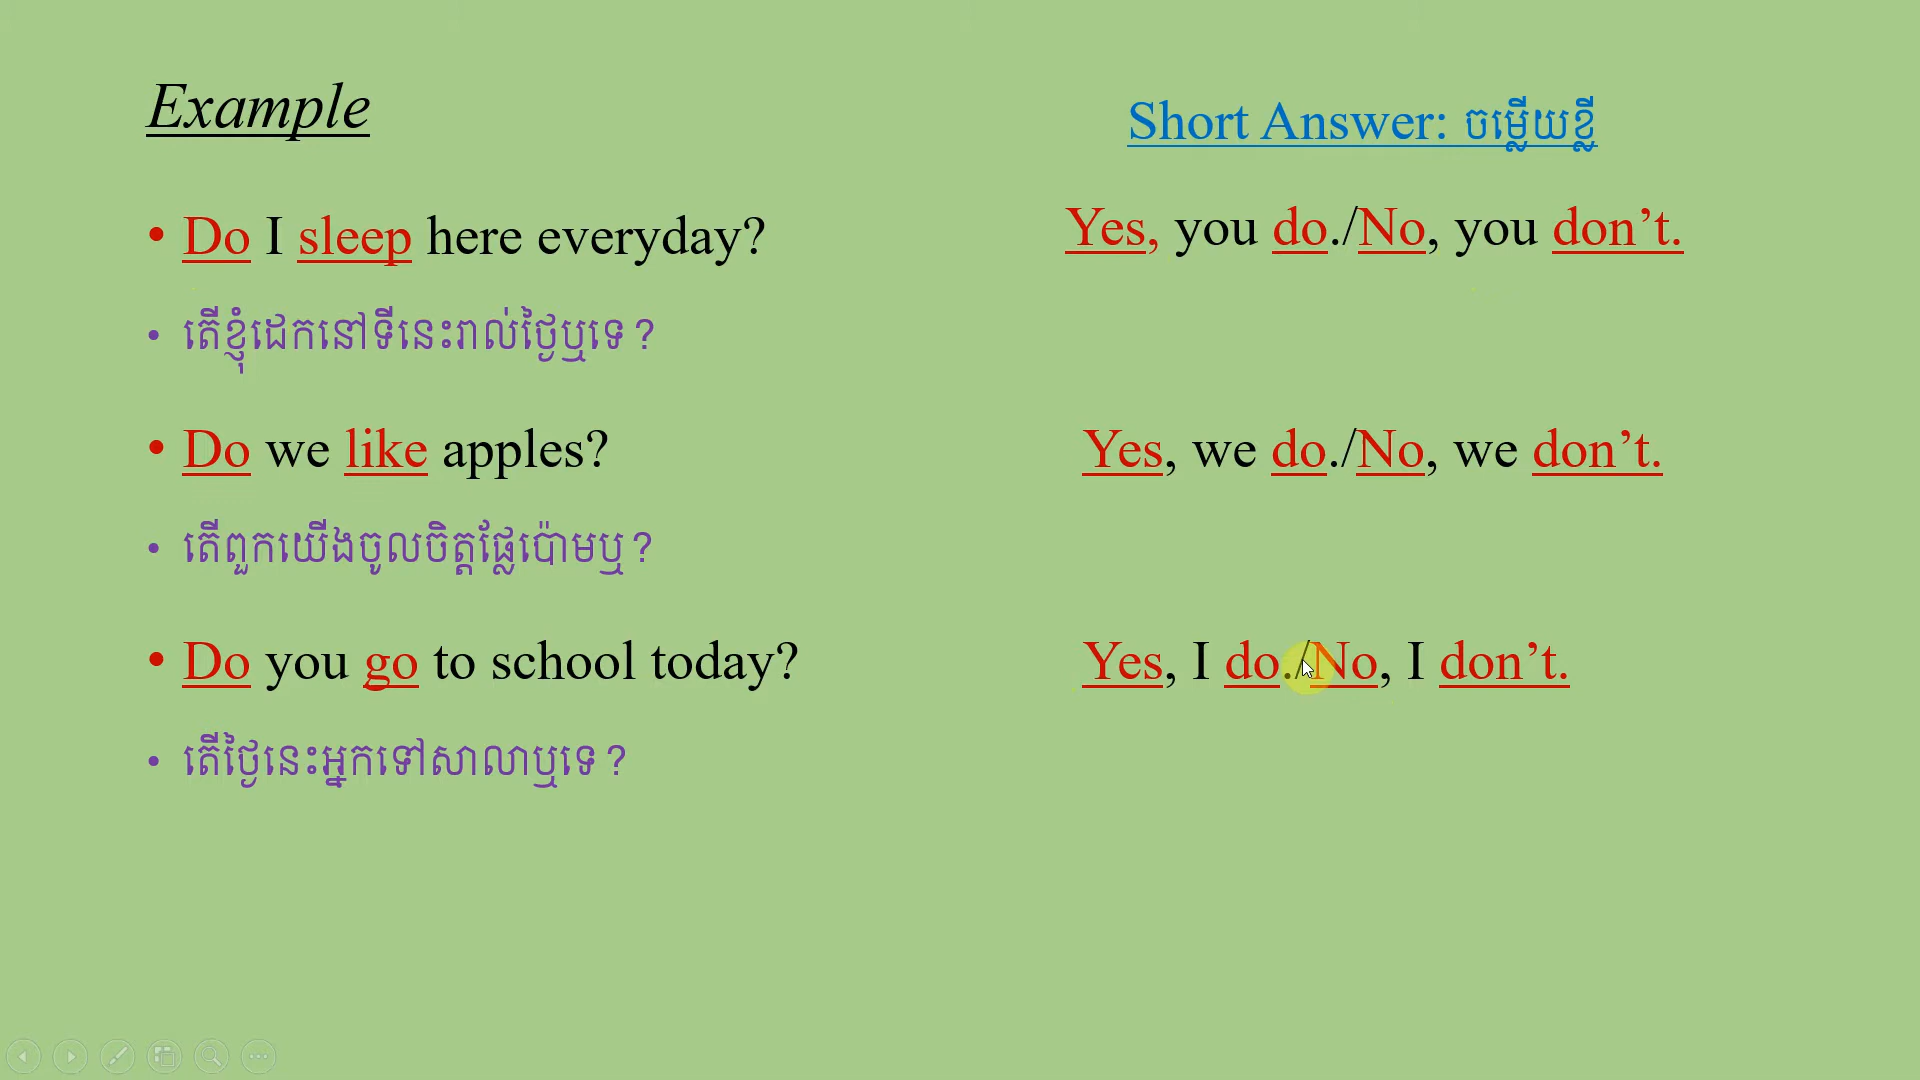 Example
Short Answer: ចម្លើយខ្លី
• Do I sleep here everyday?
Yes, you do./No, you don’t.
• តើខ្ញុំដេកនៅទីនេះរាល់ថ្ងៃឬទេ?
• Do we like apples?
Yes, we do./No, we don’t.
• តើពួកយើងចូលចិត្តផ្លែប៉ោមឬ?
• Do you go to school today?
Yes, I do./No, I don’t.
• តើថ្ងៃនេះអ្នកទៅសាលាឬទេ?